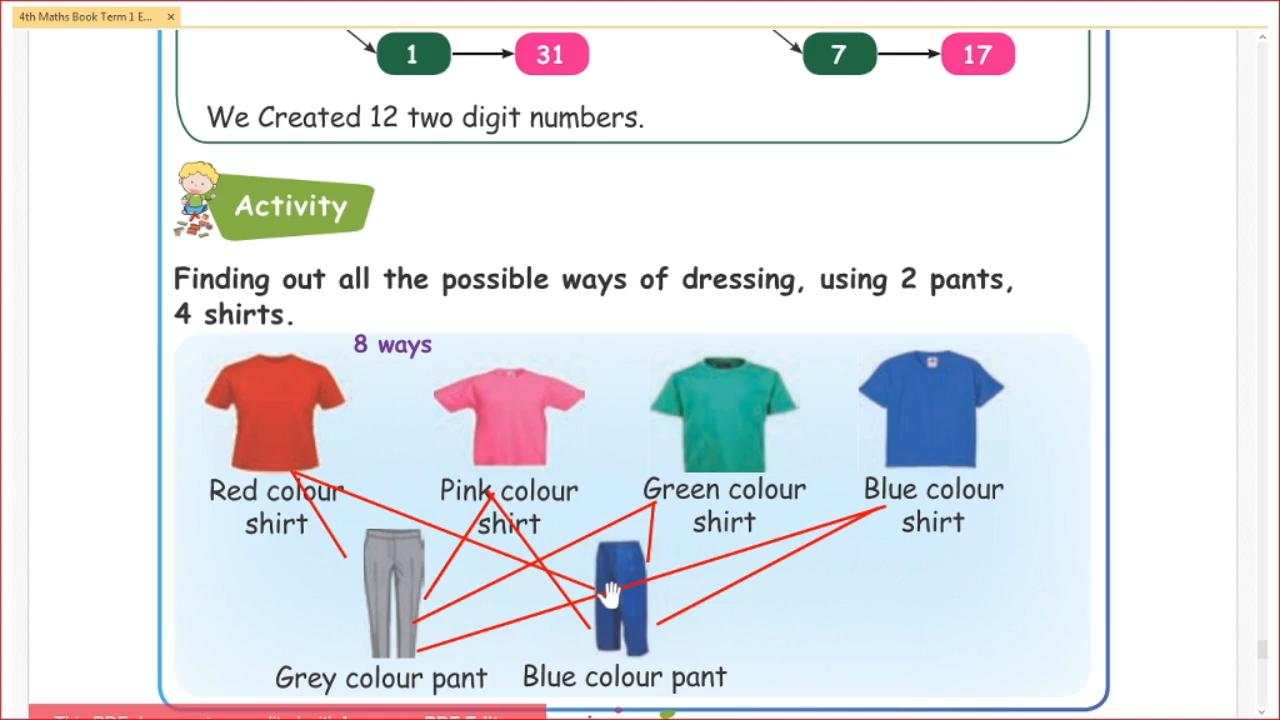 4th Maths Book Term 1 E...
1 31 7 17
We Created 12 two digit numbers.
Activity
Finding out all the possible ways of dressing, using 2 pants,
4 shirts.
8 ways
Red colour Pink colour Green colour Blue colour
shirt shirt shirt shirt
Grey colour pant Blue colour pant